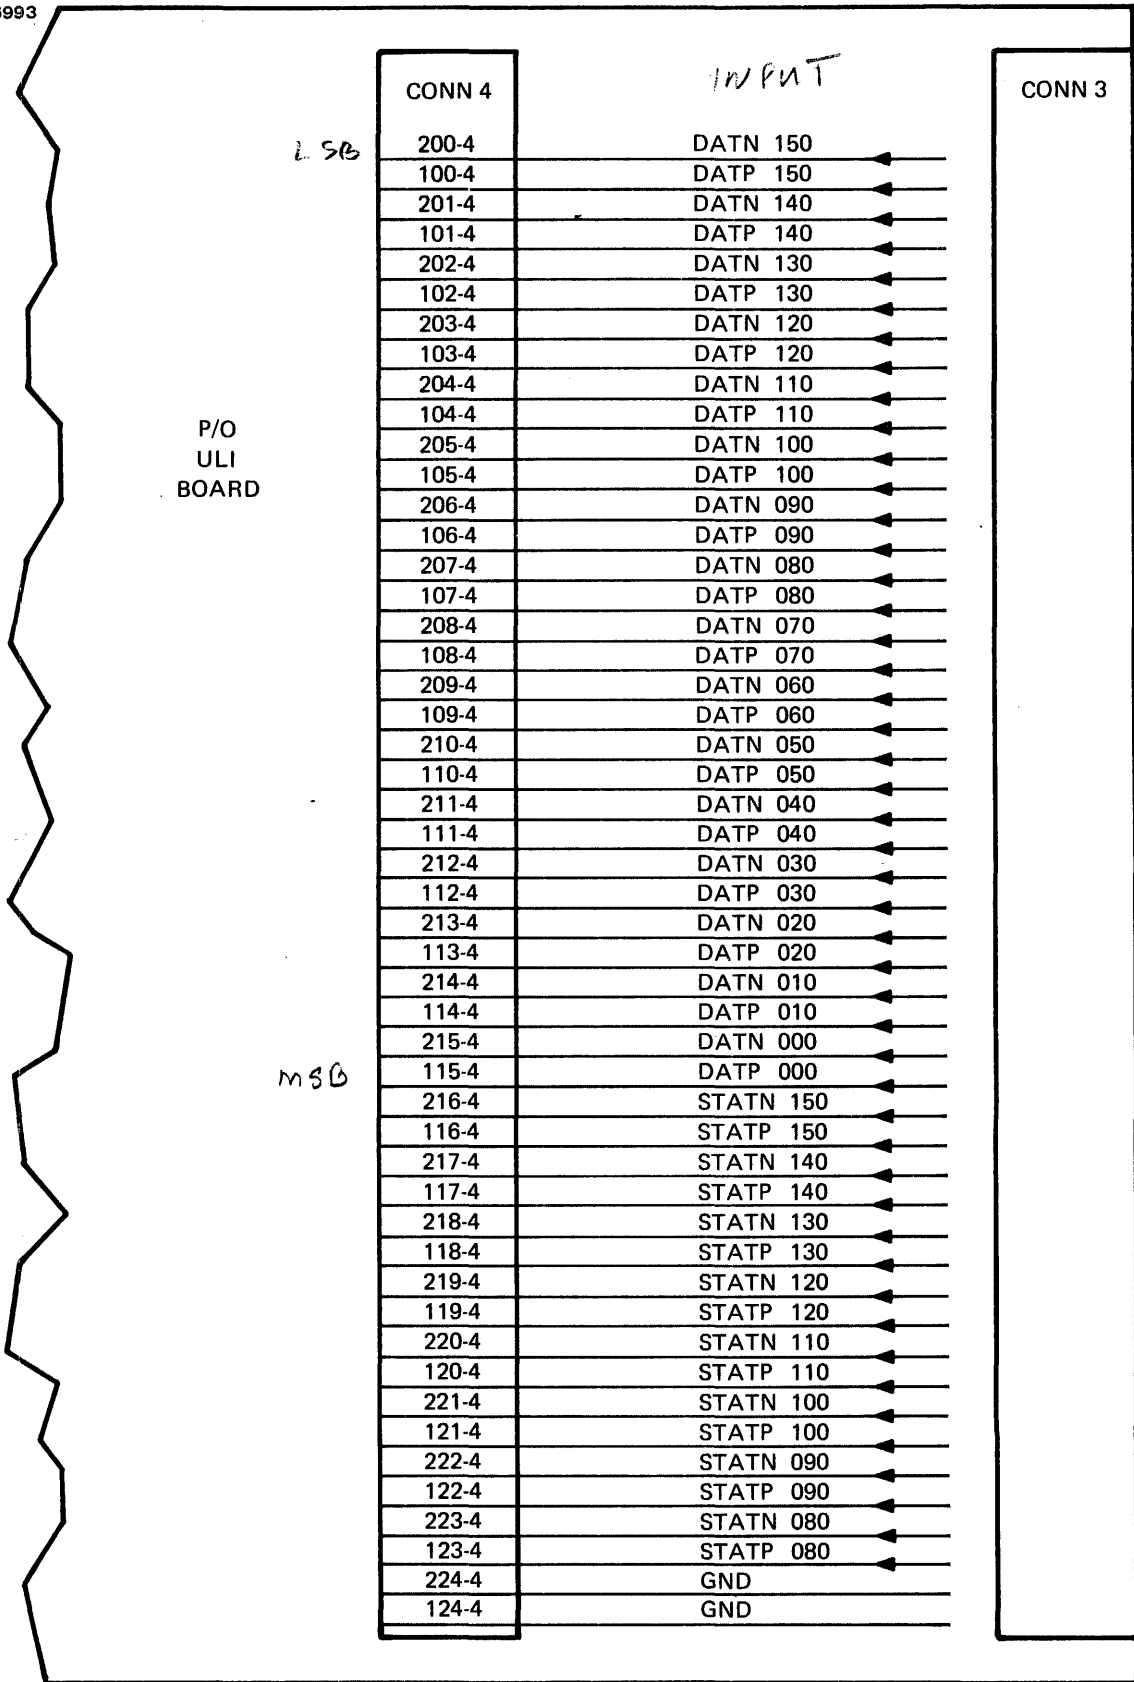 6993
CONN 4
INPUT
CONN 3
LSB 200-4 DATN 150
100-4 DATP 150
201-4 DATN 140
101-4 DATP 140
202-4 DATN 130
102-4 DATP 130
203-4 DATN 120
103-4 DATP 120
204-4 DATN 110
104-4 DATP 110
P/O
ULI
BOARD
205-4 DATN 100
105-4 DATP 100
206-4 DATN 090
106-4 DATP 090
207-4 DATN 080
107-4 DATP 080
208-4 DATN 070
108-4 DATP 070
209-4 DATN 060
109-4 DATP 060
210-4 DATN 050
110-4 DATP 050
211-4 DATN 040
111-4 DATP 040
212-4 DATN 030
112-4 DATP 030
213-4 DATN 020
113-4 DATP 020
214-4 DATN 010
114-4 DATP 010
215-4 DATN 000
MSB 115-4 DATP 000
216-4 STATN 150
116-4 STATP 150
217-4 STATN 140
117-4 STATP 140
218-4 STATN 130
118-4 STATP 130
219-4 STATN 120
119-4 STATP 120
220-4 STATN 110
120-4 STATP 110
221-4 STATN 100
121-4 STATP 100
222-4 STATN 090
122-4 STATP 090
223-4 STATN 080
123-4 STATP 080
224-4 GND
124-4 GND